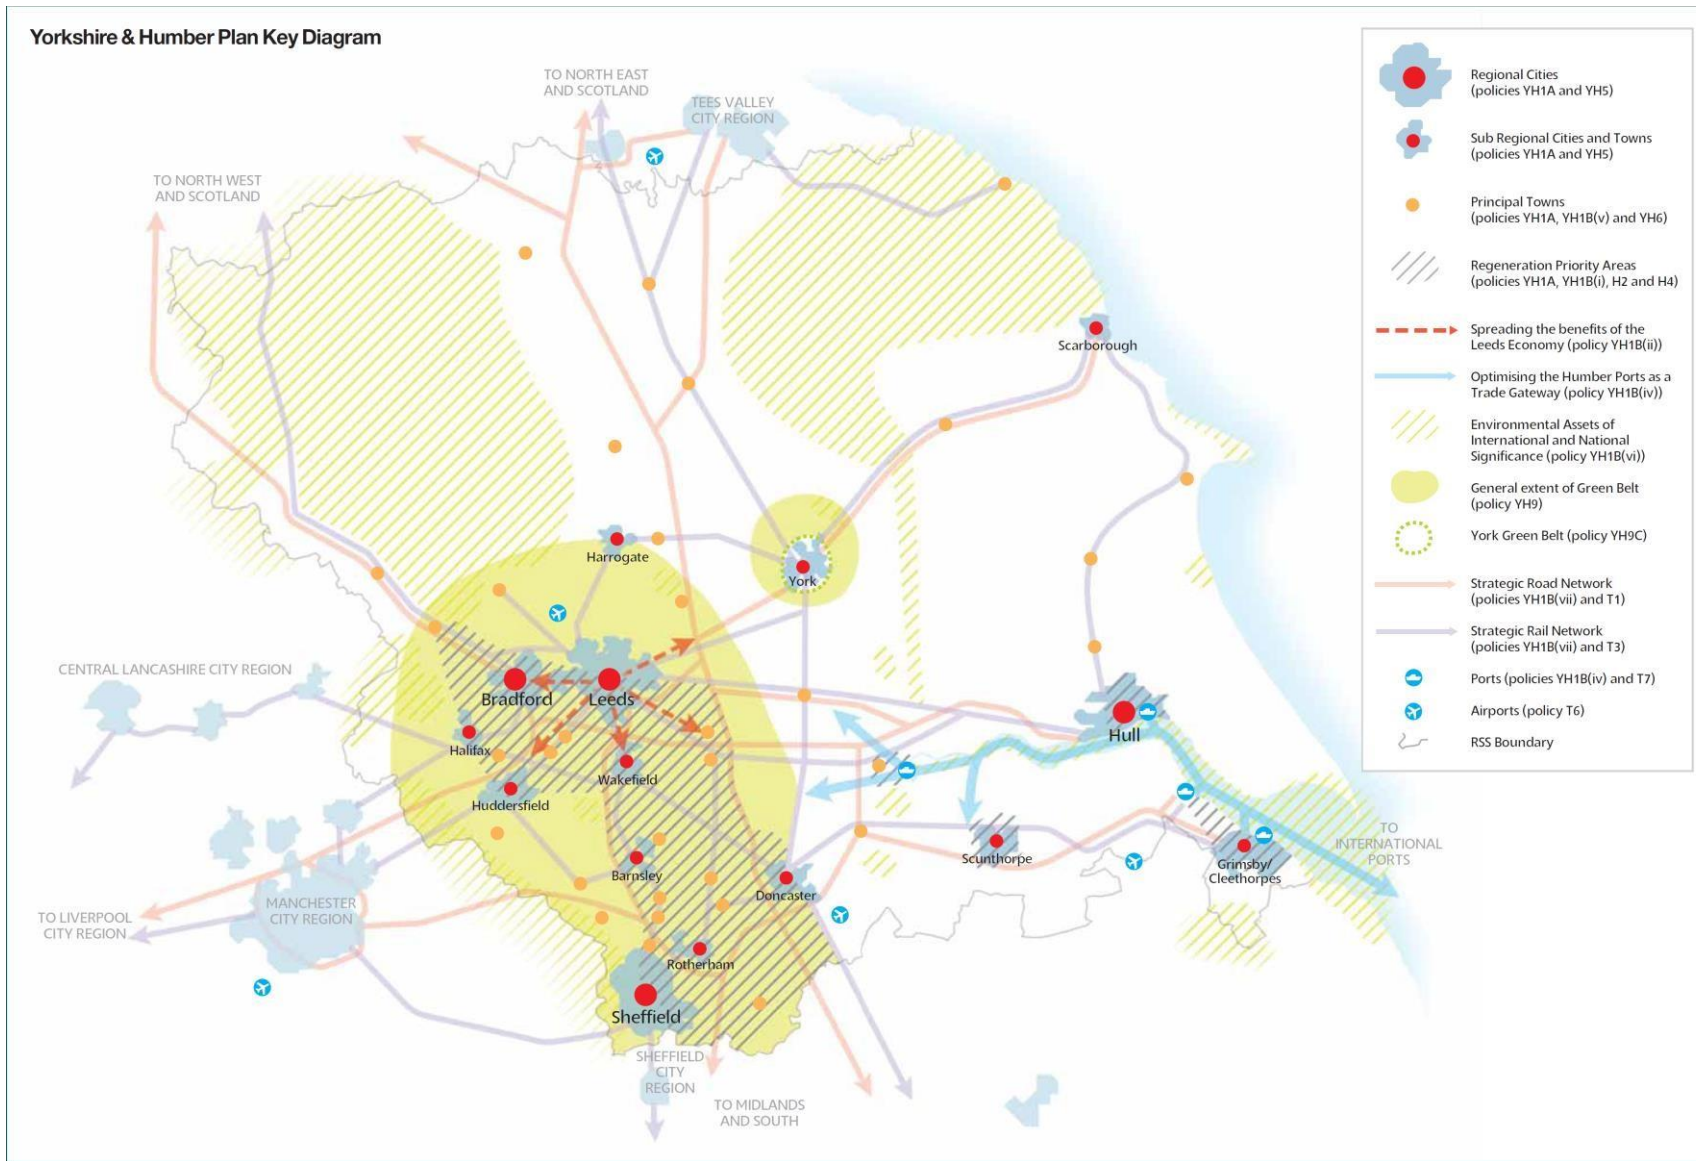 Yorkshire & Humber Plan Key Diagram
TO NORTH EAST
AND SCOTLAND
TEES VALLEY
CITY REGION
TO NORTH WEST
AND SCOTLAND
Scarborough
Harrogate
York
CENTRAL LANCASHIRE CITY REGION
Bradford
Leeds
Hull
Halifax
Wakefield
Huddersfield
TO
INTERNATIONAL
PORTS
Scunthorpe
Grimsby/
Cleethorpes
Barnsley
Doncaster
MANCHESTER
CITY REGION
TO LIVERPOOL
CITY REGION
Rotherham
Sheffield
SHEFFIELD
CITY
REGION
TO MIDLANDS
AND SOUTH
Regional Cities
(policies YH1A and YH5)
Sub Regional Cities and Towns
(policies YH1A and YH5)
Principal Towns
(policies YH1A, YH1B(v) and YH6)
Regeneration Priority Areas
(policies YH1A, YH1B(i), H2 and H4)
Spreading the benefits of the
Leeds Economy (policy YH1B(ii))
Optimising the Humber Ports as a
Trade Gateway (policy YH1B(iv))
Environmental Assets of
International and National
Significance (policy YH1B(vi))
General extent of Green Belt
(policy YH9)
York Green Belt (policy YH9C)
Strategic Road Network
(policies YH1B(vii) and T1)
Strategic Rail Network
(policies YH1B(vii) and T3)
Ports (policies YH1B(iv) and T7)
Airports (policy T6)
RSS Boundary